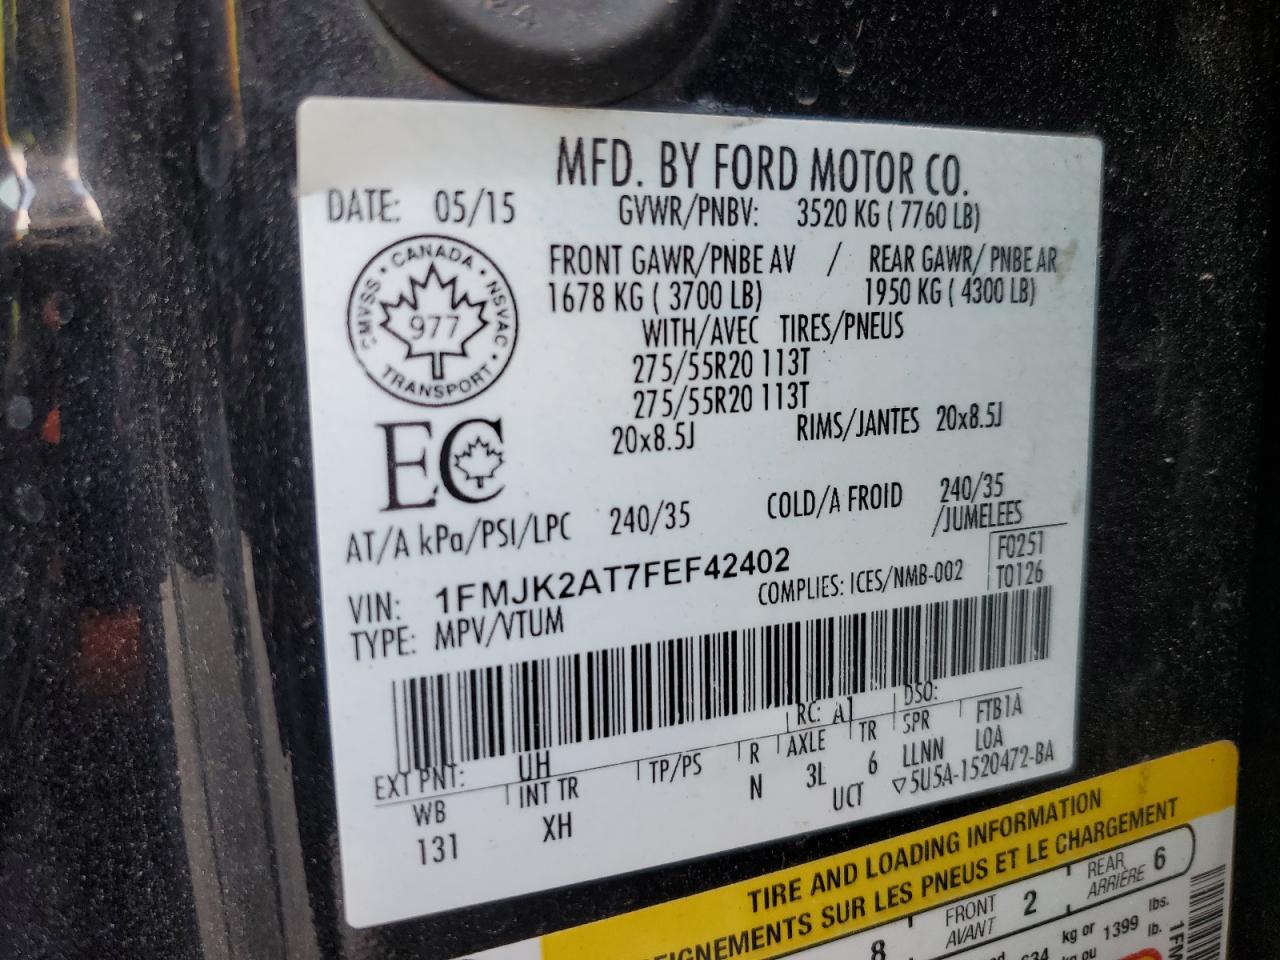 MFD. BY FORD MOTOR CO.
DATE: 05/15 GVWR/PNBV: 3520 KG ( 7760 LB)
FRONT GAWR/PNBE AV / REAR GAWR/ PNBE AR
1678 KG ( 3700 LB) 1950 KG ( 4300 LB)
WITH/AVEC TIRES/PNEUS
275/55R20 113T
275/55R20 113T
20x8.5J RIMS/JANTES 20x8.5J
CANADA
CMVSS • NSVAC
977
TRANSPORT
EC
AT/A kPa/PSI/LPC 240/35 COLD/A FROID 240/35
/JUMELEES
VIN: 1FMJK2AT7FEF42402
F0251
TYPE: MPV/VTUM COMPLIES: ICES/NMB-002 T0126
RC: A1 DSO:
EXT PNT: UH FTB1A
WB INT TR TP/PS R AXLE TR SPR LOA
131 XH N 3L 6 LLNN
UCT ▽5U5A-1520472-BA
TIRE AND LOADING INFORMATION
SUR LES PNEUS ET LE CHARGEMENT
8 FRONT AVANT 2 REAR ARRIÈRE 6
kg or 1399 lbs.
lb.